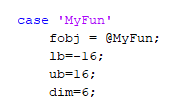 case 'MyFun'
fobj = @MyFun;
lb=-16;
ub=16;
dim=6;